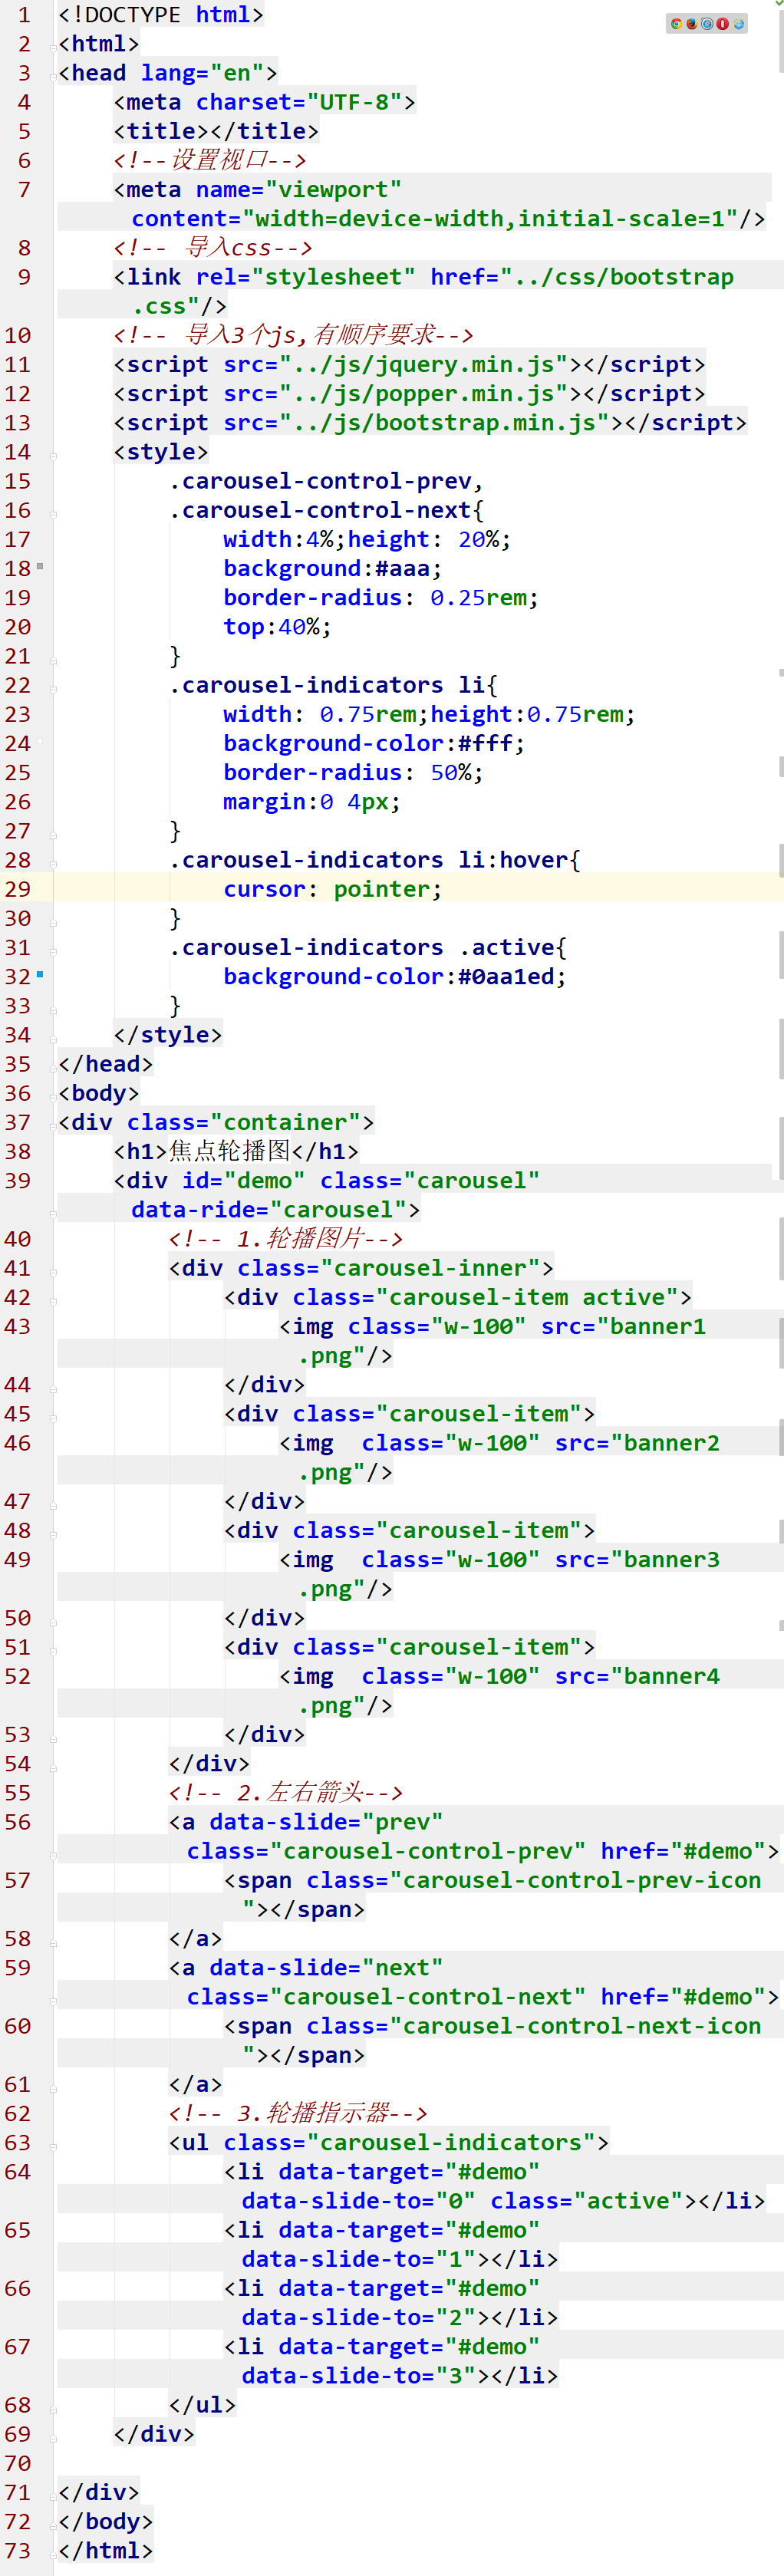 1 <!DOCTYPE html>
2 <html>
3 <head lang="en">
4 <meta charset="UTF-8">
5 <title></title>
6 <!--设置视口-->
7 <meta name="viewport"
content="width=device-width,initial-scale=1"/>
8 <!-- 导入css-->
9 <link rel="stylesheet" href="../css/bootstrap
.css"/>
10 <!-- 导入3个js,有顺序要求-->
11 <script src="../js/jquery.min.js"></script>
12 <script src="../js/popper.min.js"></script>
13 <script src="../js/bootstrap.min.js"></script>
14 <style>
15 .carousel-control-prev,
16 .carousel-control-next{
17 width:4%;height: 20%;
18 background:#aaa;
19 border-radius: 0.25rem;
20 top:40%;
21 }
22 .carousel-indicators li{
23 width: 0.75rem;height:0.75rem;
24 background-color:#fff;
25 border-radius: 50%;
26 margin:0 4px;
27 }
28 .carousel-indicators li:hover{
29 cursor: pointer;
30 }
31 .carousel-indicators .active{
32 background-color:#0aa1ed;
33 }
34 </style>
35 </head>
36 <body>
37 <div class="container">
38 <h1>焦点轮播图</h1>
39 <div id="demo" class="carousel"
data-ride="carousel">
40 <!-- 1.轮播图片-->
41 <div class="carousel-inner">
42 <div class="carousel-item active">
43 <img class="w-100" src="banner1
.png"/>
44 </div>
45 <div class="carousel-item">
46 <img  class="w-100" src="banner2
.png"/>
47 </div>
48 <div class="carousel-item">
49 <img  class="w-100" src="banner3
.png"/>
50 </div>
51 <div class="carousel-item">
52 <img  class="w-100" src="banner4
.png"/>
53 </div>
54 </div>
55 <!-- 2.左右箭头-->
56 <a data-slide="prev"
class="carousel-control-prev" href="#demo">
57 <span class="carousel-control-prev-icon
"></span>
58 </a>
59 <a data-slide="next"
class="carousel-control-next" href="#demo">
60 <span class="carousel-control-next-icon
"></span>
61 </a>
62 <!-- 3.轮播指示器-->
63 <ul class="carousel-indicators">
64 <li data-target="#demo"
data-slide-to="0" class="active"></li>
65 <li data-target="#demo"
data-slide-to="1"></li>
66 <li data-target="#demo"
data-slide-to="2"></li>
67 <li data-target="#demo"
data-slide-to="3"></li>
68 </ul>
69 </div>
70
71 </div>
72 </body>
73 </html>